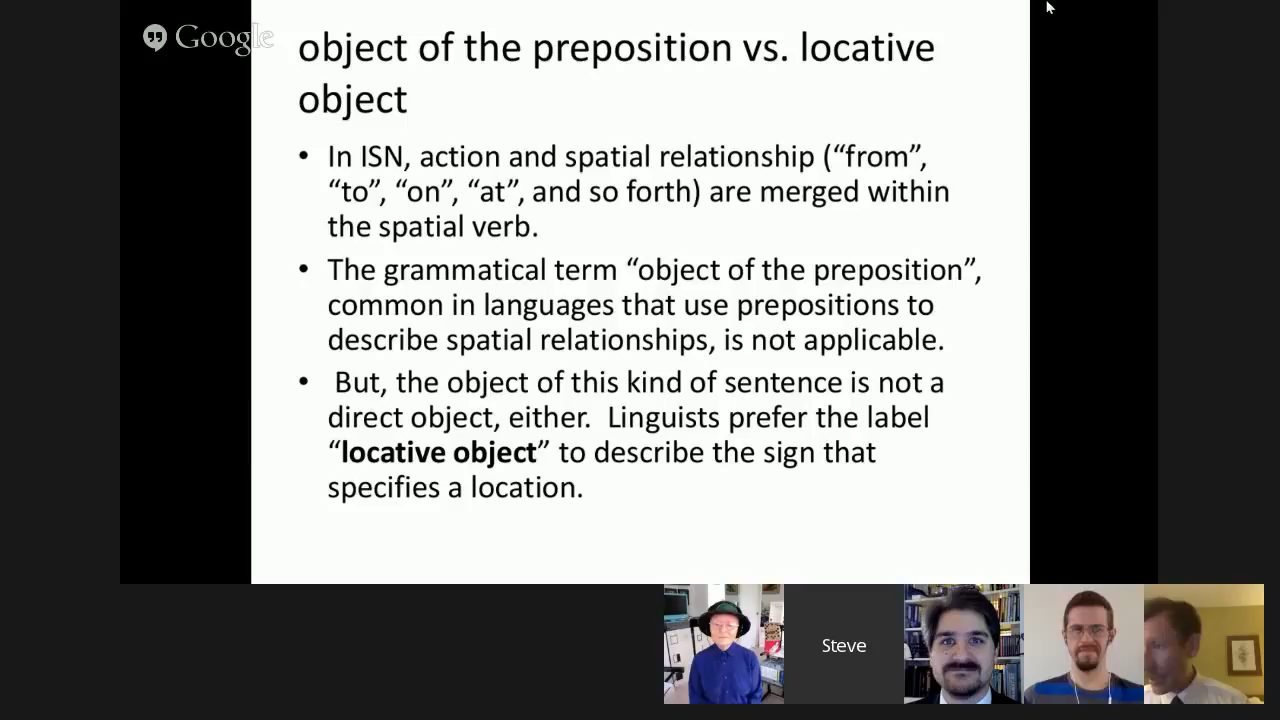 Google
object of the preposition vs. locative
object
• In ISN, action and spatial relationship (“from”,
“to”, “on”, “at”, and so forth) are merged within
the spatial verb.
• The grammatical term “object of the preposition”,
common in languages that use prepositions to
describe spatial relationships, is not applicable.
• But, the object of this kind of sentence is not a
direct object, either.  Linguists prefer the label
“locative object” to describe the sign that
specifies a location.
Steve